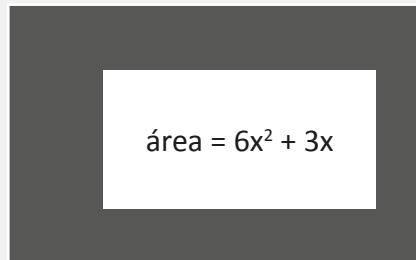 área = 6x² + 3x